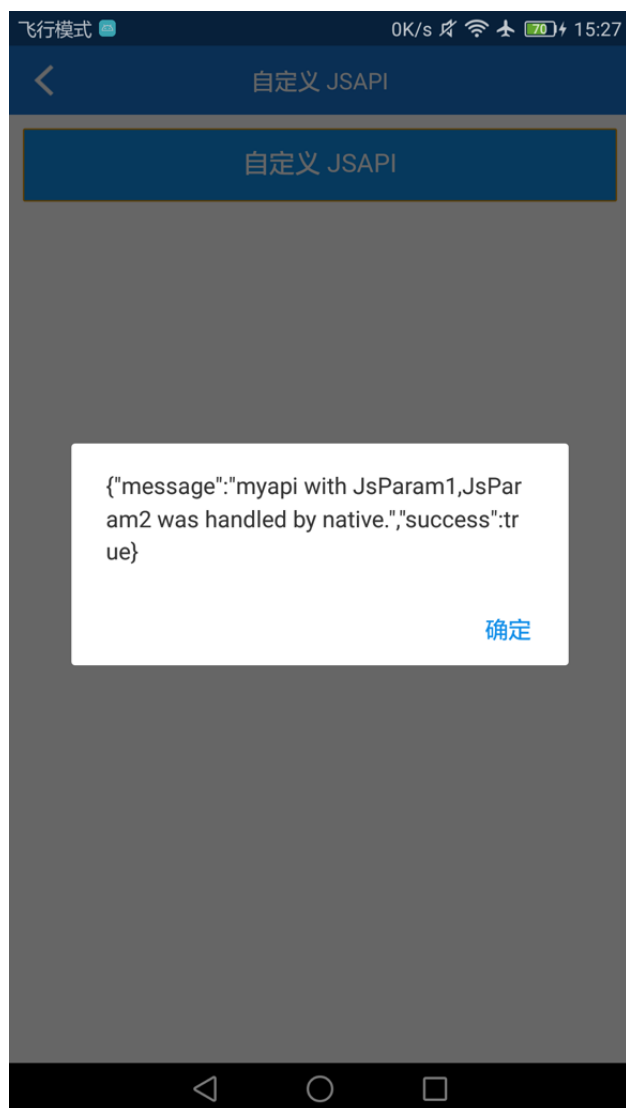 飞行模式 0K/s 70 15:27
自定义 JSAPI
自定义 JSAPI
{"message":"myapi with JsParam1,JsPar
am2 was handled by native.","success":tr
ue}
确定